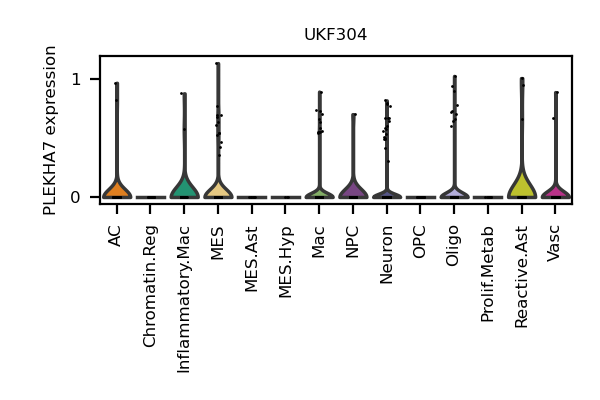 UKF304
PLEKHA7 expression
1
0
AC
Chromatin.Reg
Inflammatory.Mac
MES
MES.Ast
MES.Hyp
Mac
NPC
Neuron
OPC
Oligo
Prolif.Metab
Reactive.Ast
Vasc